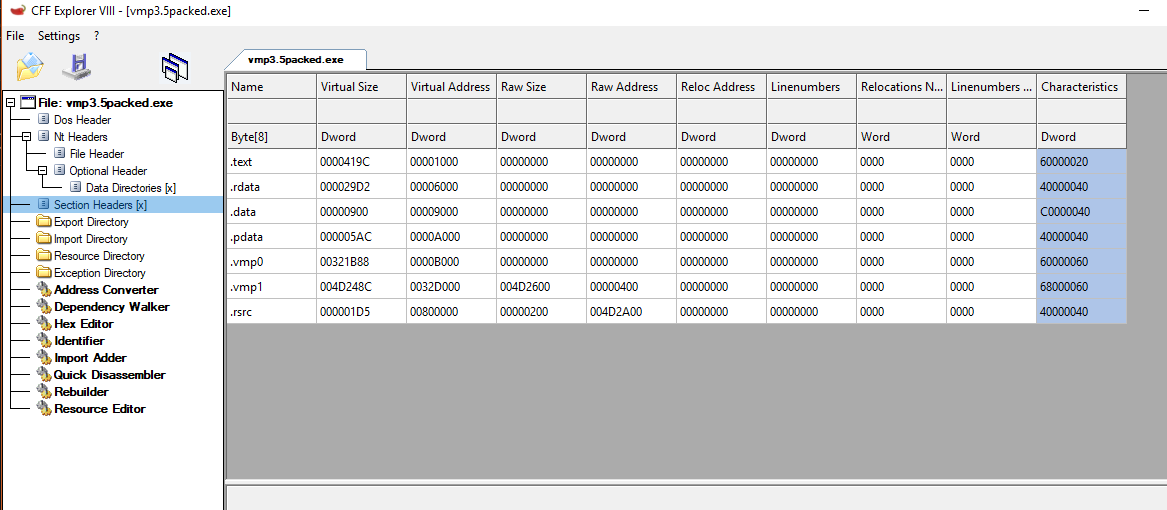 CFF Explorer VIII - [vmp3.5packed.exe]
File Settings ?
vmp3.5packed.exe
File: vmp3.5packed.exe
Dos Header
Nt Headers
File Header
Optional Header
Data Directories [x]
Section Headers [x]
Export Directory
Import Directory
Resource Directory
Exception Directory
Address Converter
Dependency Walker
Hex Editor
Identifier
Import Adder
Quick Disassembler
Rebuilder
Resource Editor
Name Virtual Size Virtual Address Raw Size Raw Address Reloc Address Linenumbers Relocations N... Linenumbers ... Characteristics
Byte[8] Dword Dword Dword Dword Dword Dword Word Word Dword
.text 0000419C 00001000 00000000 00000000 00000000 00000000 0000 0000 60000020
.rdata 000029D2 00006000 00000000 00000000 00000000 00000000 0000 0000 40000040
.data 00000900 00009000 00000000 00000000 00000000 00000000 0000 0000 C0000040
.pdata 000005AC 0000A000 00000000 00000000 00000000 00000000 0000 0000 40000040
.vmp0 00321B88 0000B000 00000000 00000000 00000000 00000000 0000 0000 60000060
.vmp1 004D248C 0032D000 004D2600 00000400 00000000 00000000 0000 0000 68000060
.rsrc 000001D5 00800000 00000200 004D2A00 00000000 00000000 0000 0000 40000040